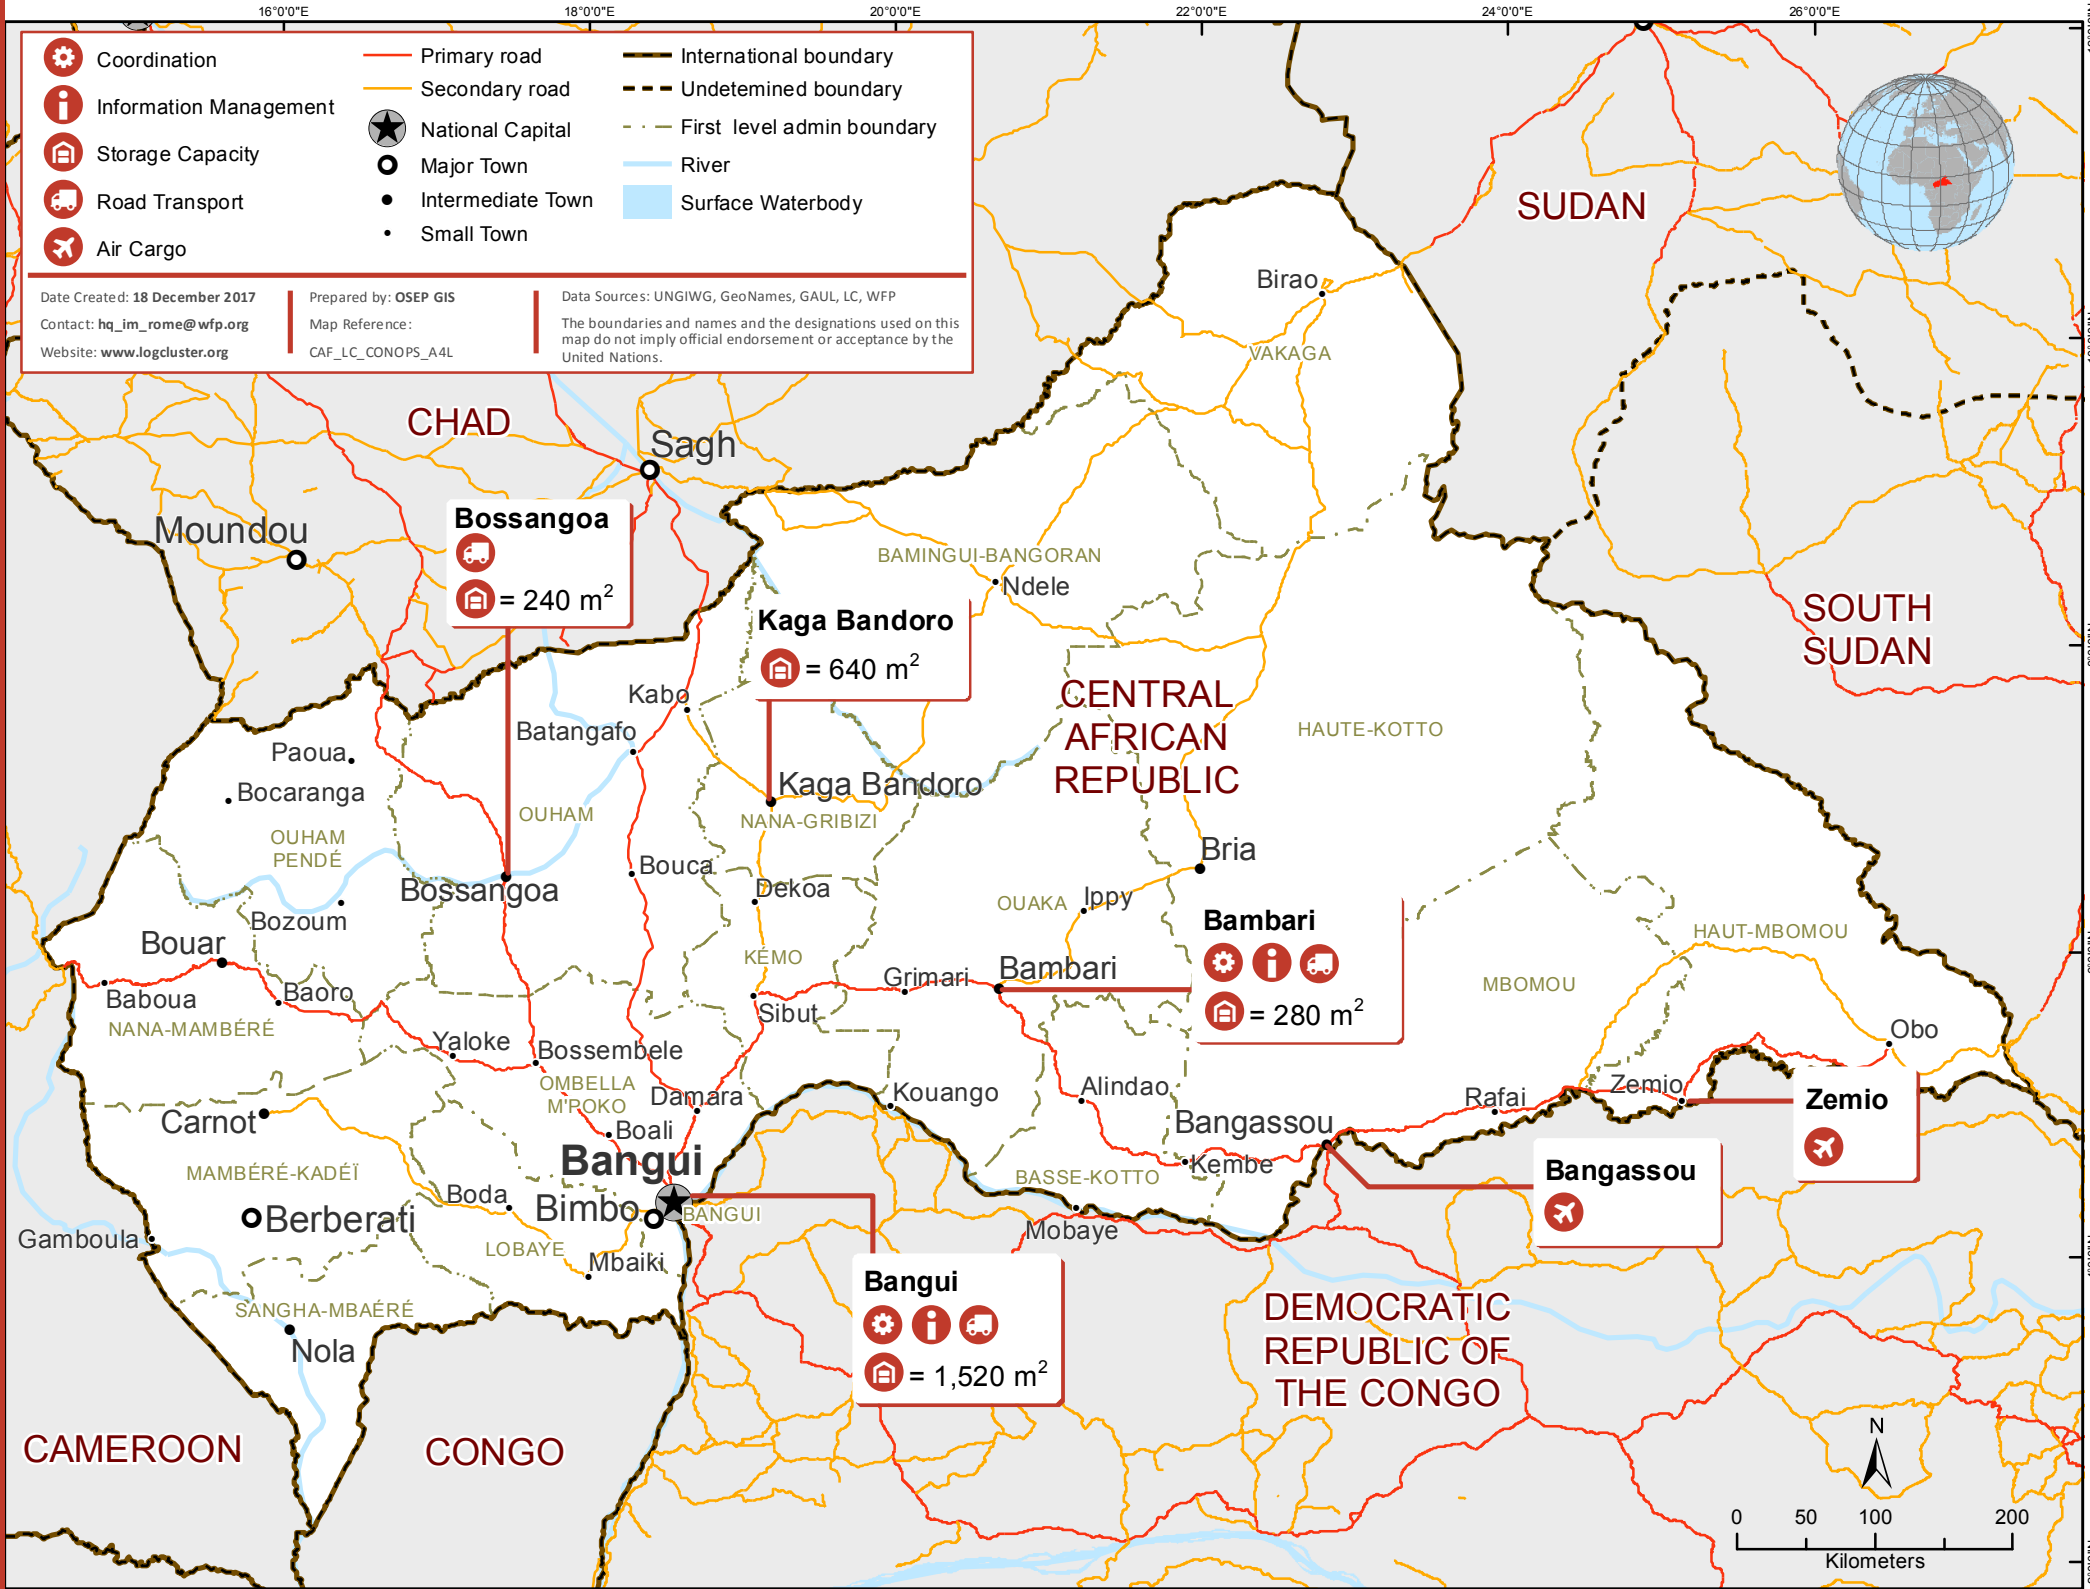 16°0'0"E
18°0'0"E
20°0'0"E
22°0'0"E
24°0'0"E
26°0'0"E
Coordination
Information Management
Storage Capacity
Road Transport
Air Cargo
Primary road
Secondary road
National Capital
Major Town
Intermediate Town
Small Town
International boundary
Undetemined boundary
First level admin boundary
River
Surface Waterbody
Date Created: 18 December 2017
Contact: hq_im_rome@wfp.org
Website: www.logcluster.org
Prepared by: OSEP GIS
Map Reference:
CAF_LC_CONOPS_A4L
Data Sources: UNGIWG, GeoNames, GAUL, LC, WFP
The boundaries and names and the designations used on this
map do not imply official endorsement or acceptance by the
United Nations.
SUDAN
Birao
VAKAGA
CHAD
Sagh
Moundou
Bossangoa
= 240 m²
BAMINGUI-BANGORAN
Ndele
Kaga Bandoro
= 640 m²
SOUTH
SUDAN
CENTRAL
AFRICAN
REPUBLIC
HAUTE-KOTTO
Kabo
Batangafo
Paoua
Bocaranga
Kaga Bandoro
OUHAM
NANA-GRIBIZI
OUHAM
PENDÉ
Bria
Bouca
Dekoa
Bossangoa
Ippy
OUAKA
Bozoum
Bambari
= 280 m²
HAUT-MBOMOU
Bouar
KÉMO
Grimari
Bambari
MBOMOU
Baboua
Baoro
Sibut
NANA-MAMBÉRÉ
Obo
Yaloke
Bossembele
OMBELLA
M'POKO
Damara
Kouango
Alindao
Rafai
Zemio
Zemio
Carnot
Boali
Bangassou
Bangui
MAMBÉRÉ-KADÉÏ
Kembe
BASSE-KOTTO
Bangassou
Boda
Bimbo
BANGUI
Berberati
Gamboula
LOBAYE
Mobaye
Mbaiki
Bangui
= 1,520 m²
SANGHA-MBAÉRÉ
Nola
DEMOCRATIC
REPUBLIC OF
THE CONGO
CAMEROON
CONGO
N
0 50 100 200
Kilometers